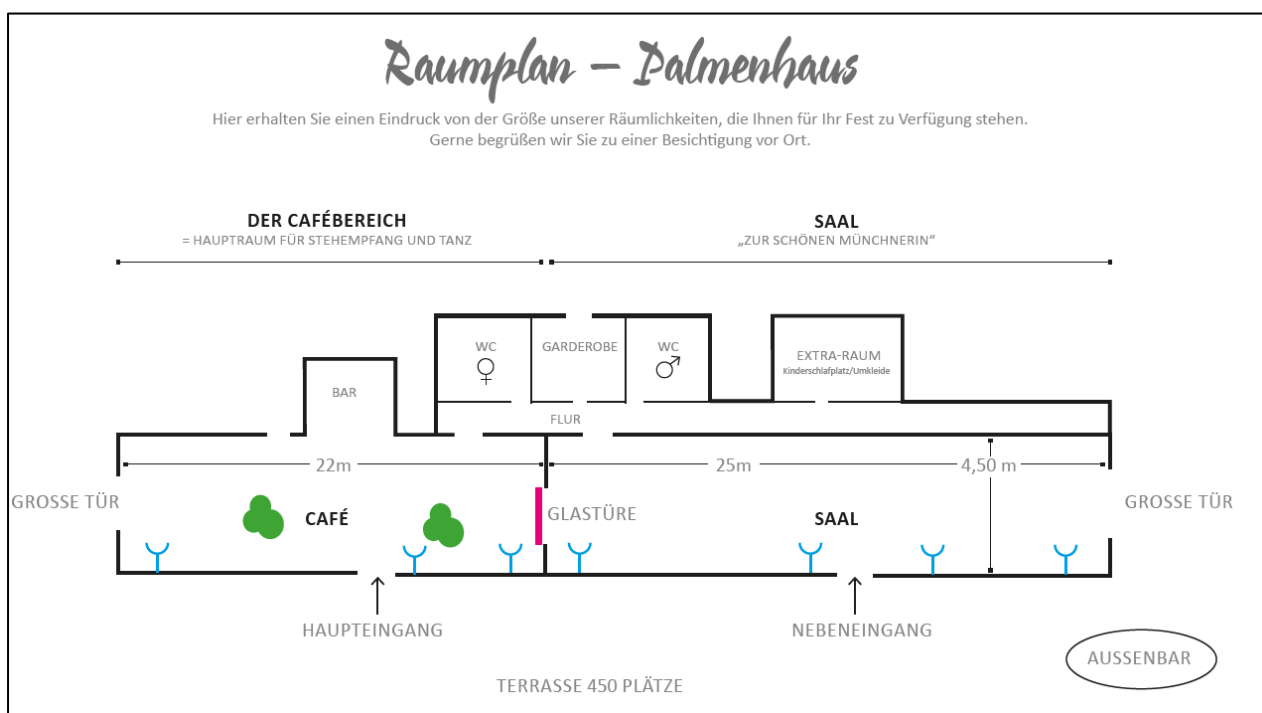 Raumplan – Palmenhaus
Hier erhalten Sie einen Eindruck von der Größe unserer Räumlichkeiten, die Ihnen für Ihr Fest zu Verfügung stehen.
Gerne begrüßen wir Sie zu einer Besichtigung vor Ort.
DER CAFÉBEREICH
= HAUPTRAUM FÜR STEHEMPFANG UND TANZ
SAAL
„ZUR SCHÖNEN MÜNCHNERIN“
WC
GARDEROBE
WC
EXTRA-RAUM
Kinderschlafplatz/Umkleide
BAR
FLUR
22m
25m
4,50 m
GROSSE TÜR
CAFÉ
GLASTÜRE
SAAL
GROSSE TÜR
HAUPTEINGANG
NEBENEINGANG
AUSSENBAR
TERRASSE 450 PLÄTZE